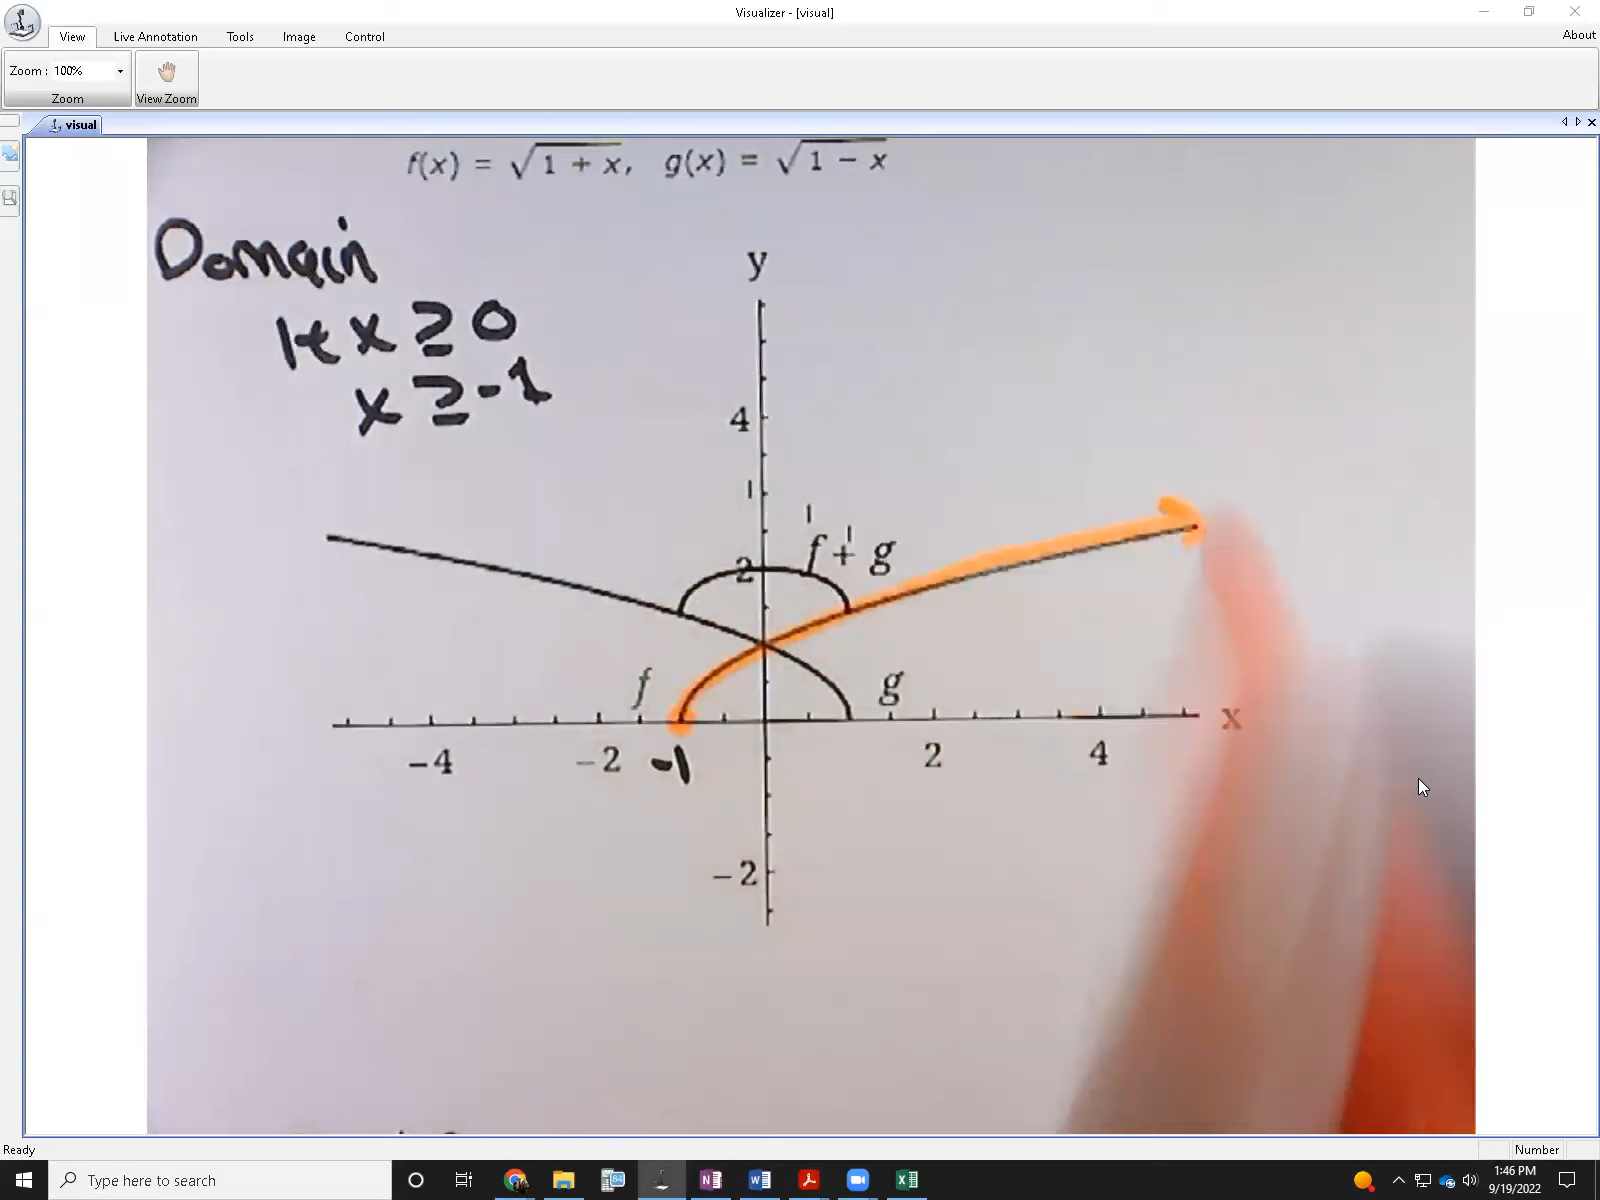 Visualizer - [visual]
View Live Annotation Tools Image Control About
Zoom : 100%
Zoom View Zoom
visual
f(x) = √1 + x, g(x) = √1 − x
Domain
1+x ≥ 0
x ≥ -1
y
4
f + g
2
f g
x
−4 −2 -1 2 4
−2
Ready Number
Type here to search
1:46 PM
9/19/2022